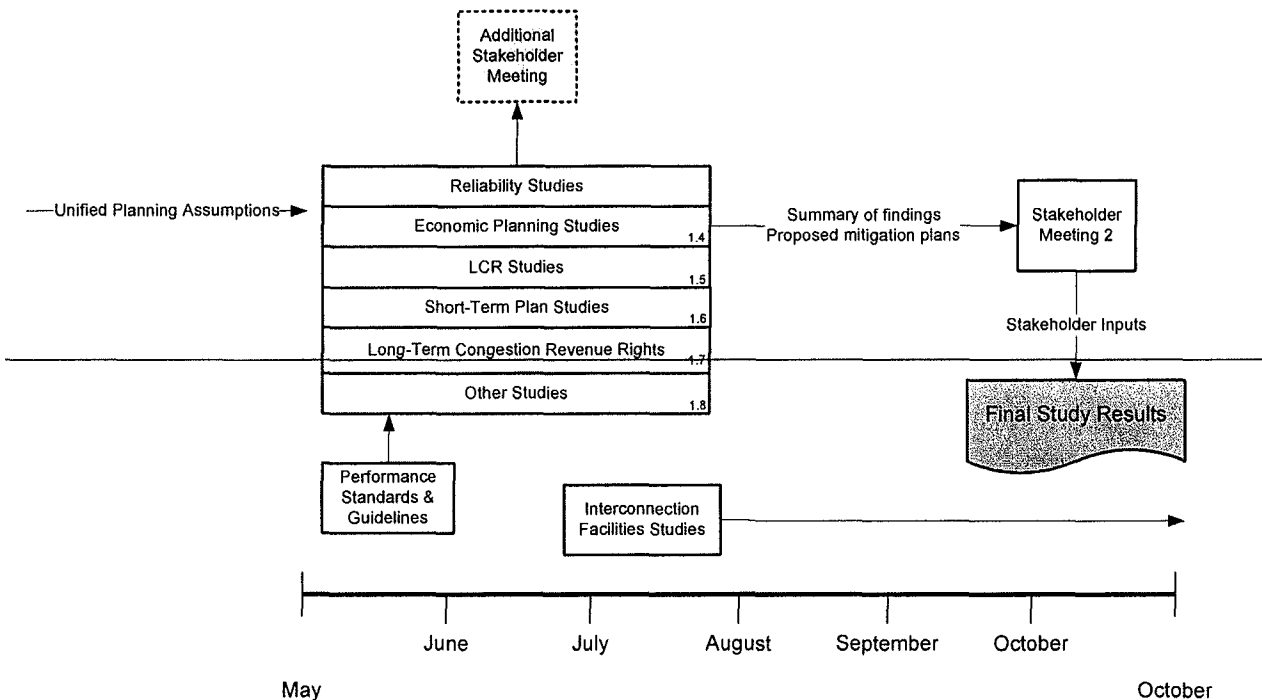 Additional
Stakeholder
Meeting
Reliability Studies
Unified Planning Assumptions
Economic Planning Studies
1.4
Summary of findings
Proposed mitigation plans
Stakeholder
Meeting 2
LCR Studies
1.5
Short-Term Plan Studies
1.6
Stakeholder Inputs
Long-Term Congestion Revenue Rights
1.7
Other Studies
1.8
Final Study Results
Performance
Standards &
Guidelines
Interconnection
Facilities Studies
June
July
August
September
October
May
October